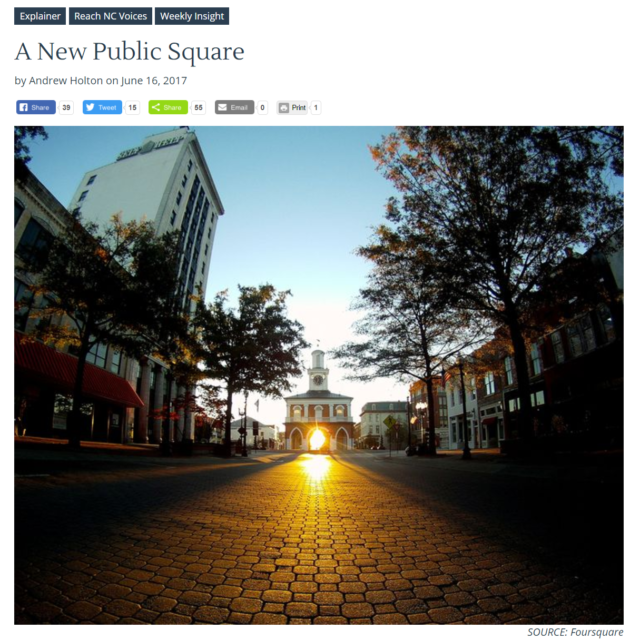 Explainer Reach NC Voices Weekly Insight
A New Public Square
by Andrew Holton on June 16, 2017
Share 39 Tweet 15 Share 55 Email 0 Print 1
SOURCE: Foursquare